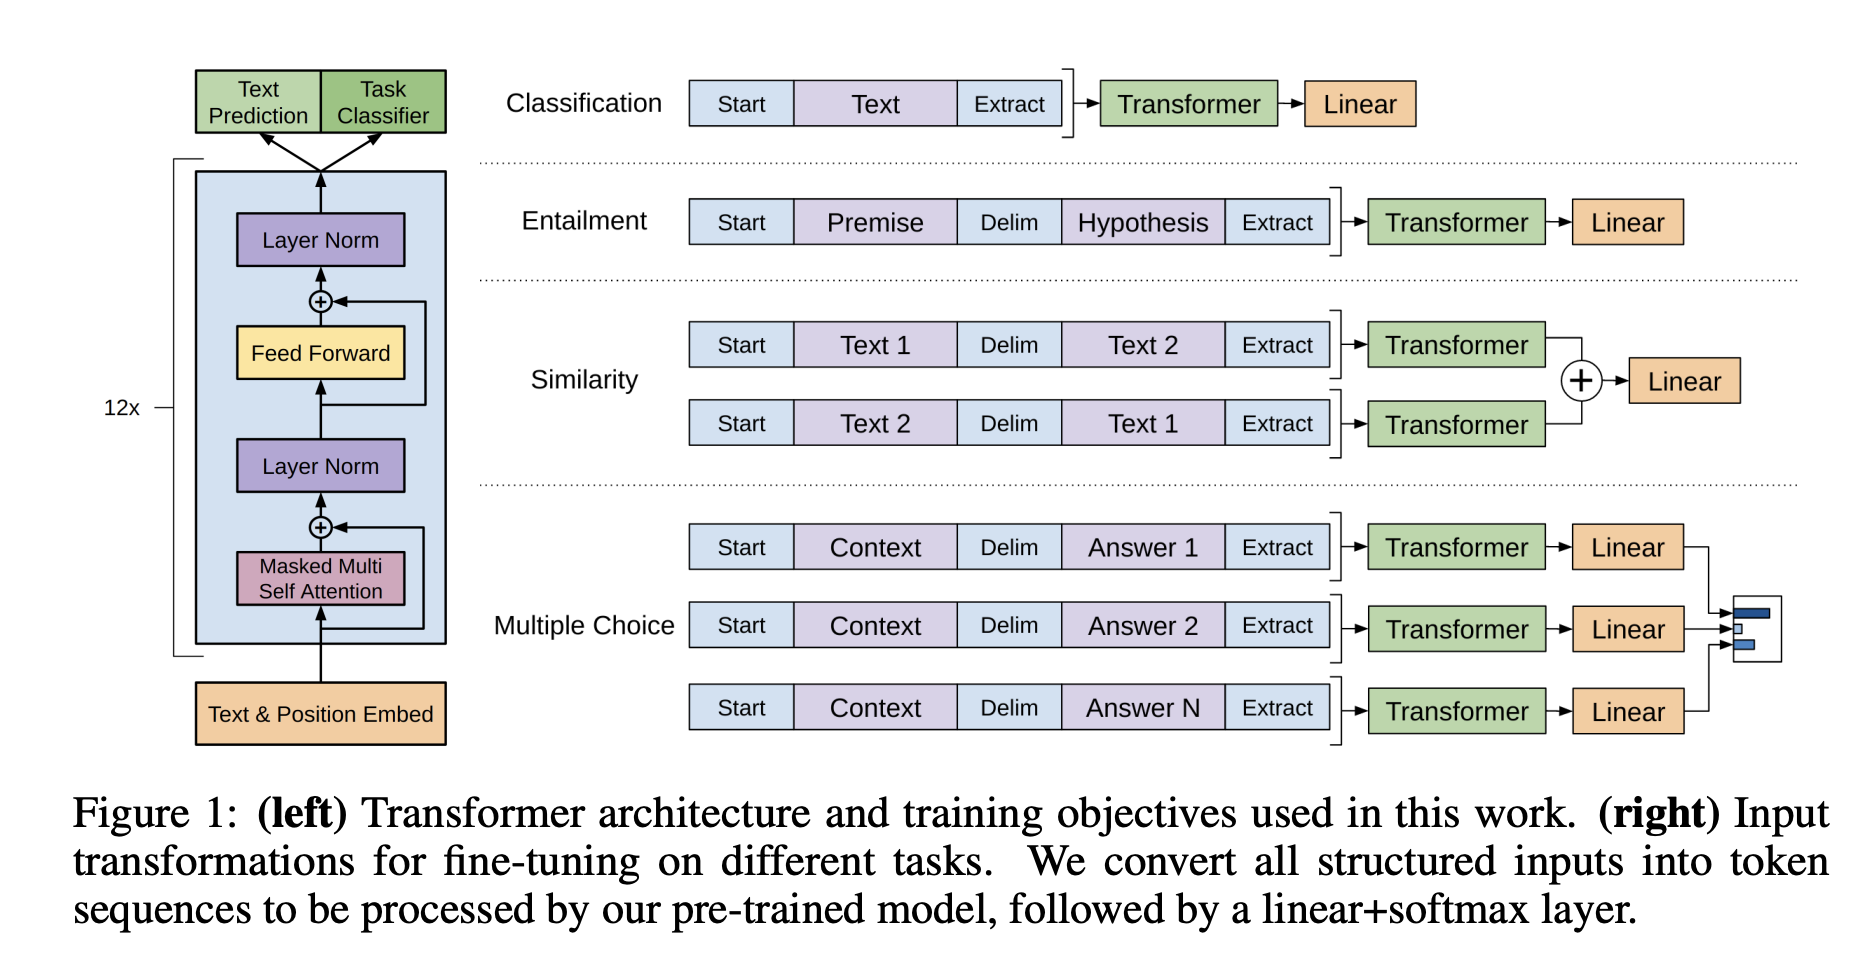 Text
Prediction
Task
Classifier
Layer Norm
+
Feed Forward
12x
Layer Norm
+
Masked Multi
Self Attention
Text & Position Embed
Classification
Start Text Extract Transformer Linear
Entailment
Start Premise Delim Hypothesis Extract Transformer Linear
Similarity
Start Text 1 Delim Text 2 Extract Transformer
+ Linear
Start Text 2 Delim Text 1 Extract Transformer
Multiple Choice
Start Context Delim Answer 1 Extract Transformer Linear
Start Context Delim Answer 2 Extract Transformer Linear
Start Context Delim Answer N Extract Transformer Linear
Figure 1: (left) Transformer architecture and training objectives used in this work. (right) Input
transformations for fine-tuning on different tasks. We convert all structured inputs into token
sequences to be processed by our pre-trained model, followed by a linear+softmax layer.